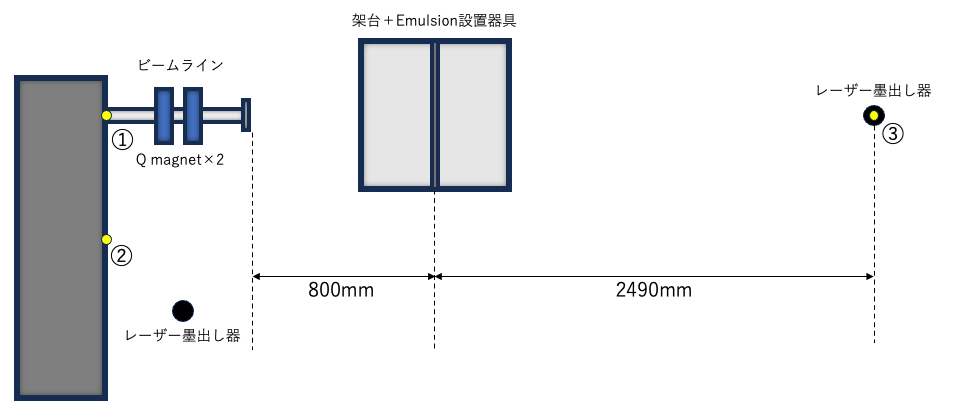 架台＋Emulsion設置器具
ビームライン
レーザー墨出し器
①
③
Q magnet×2
②
800mm
2490mm
レーザー墨出し器